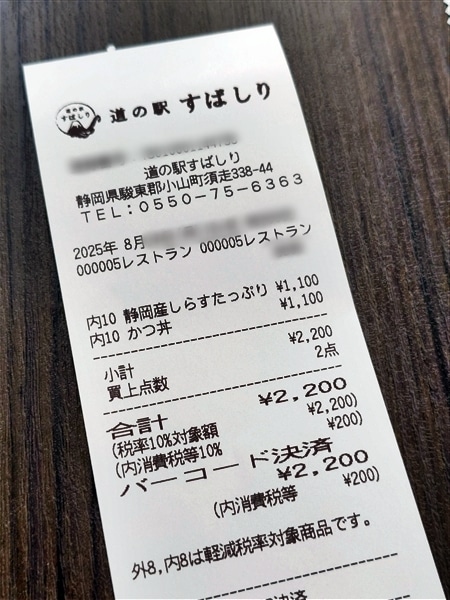 道の駅
すばしり
道の駅 すばしり
道の駅すばしり
静岡県駿東郡小山町須走338-44
TEL:0550-75-6363
2025年 8月
000005レストラン 000005レストラン
内10 静岡産しらすたっぷり ¥1,100
内10 かつ丼 ¥1,100
小計 ¥2,200
買上点数 2点
合計 ¥2,200
(税率10%対象額 ¥2,200)
(内消費税等10% ¥200)
バーコード決済 ¥2,200
(内消費税等 ¥200)
外8,内8は軽減税率対象商品です。